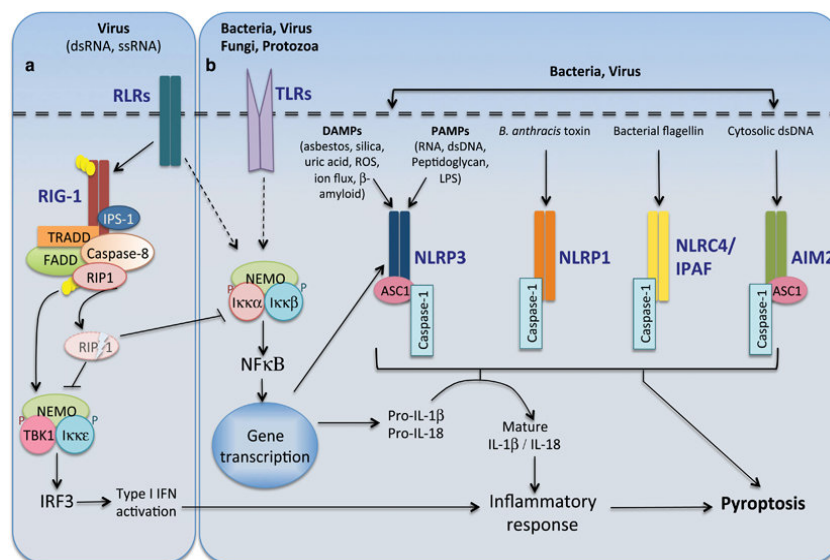 Virus
(dsRNA, ssRNA)
a
RLRs
RIG-1
IPS-1
TRADD
FADD
Caspase-8
RIP1
RIP-1
NEMO
P
P
TBK1
Iκκε
IRF3
Type I IFN
activation
Bacteria, Virus
Fungi, Protozoa
b
TLRs
NEMO
P
P
Iκκα
Iκκβ
NFκB
Gene
transcription
Bacteria, Virus
DAMPs
(asbestos, silica,
uric acid, ROS,
ion flux, β-
amyloid)
PAMPs
(RNA, dsDNA,
Peptidoglycan,
LPS)
B. anthracis toxin
Bacterial flagellin
Cytosolic dsDNA
NLRP3
ASC1
Caspase-1
NLRP1
Caspase-1
NLRC4/
IPAF
Caspase-1
AIM2
ASC1
Caspase-1
Pro-IL-1β
Pro-IL-18
Mature
IL-1β / IL-18
Inflammatory
response
Pyroptosis